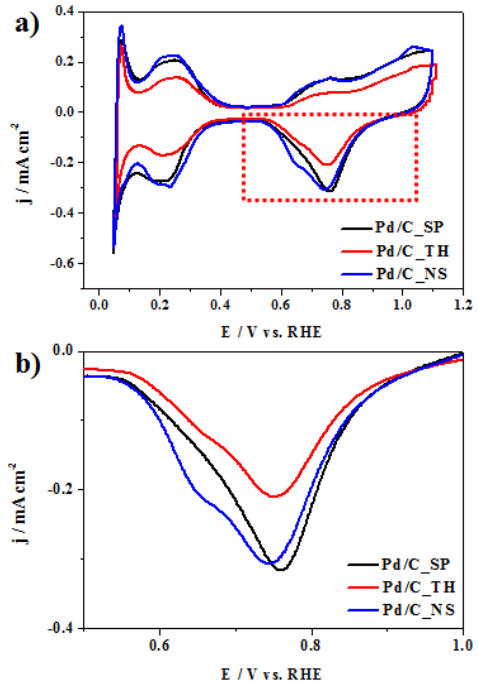 a)
0.4
0.2
0.0
-0.2
-0.4
-0.6
j / mA cm-2
Pd/C_SP
Pd/C_TH
Pd/C_NS
0.0 0.2 0.4 0.6 0.8 1.0 1.2
E / V vs. RHE
b)
0.0
-0.2
-0.4
j / mA cm-2
Pd/C_SP
Pd/C_TH
Pd/C_NS
0.6 0.8 1.0
E / V vs. RHE